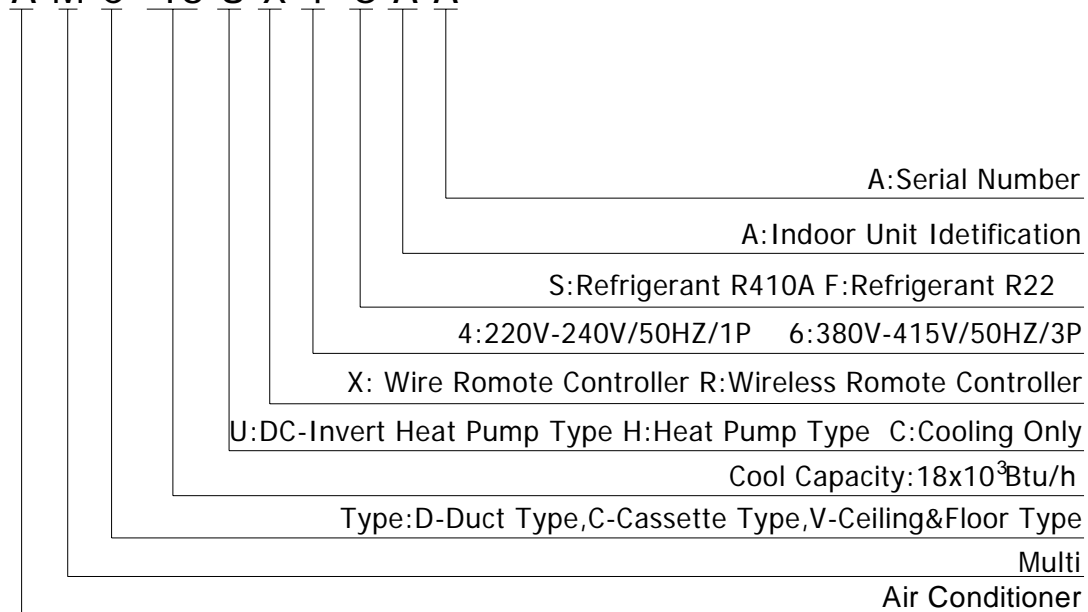 A:Serial Number
A:Indoor Unit Idetification
S:Refrigerant R410A F:Refrigerant R22
4:220V-240V/50HZ/1P 6:380V-415V/50HZ/3P
X: Wire Romote Controller R:Wireless Romote Controller
U:DC-Invert Heat Pump Type H:Heat Pump Type C:Cooling Only
Cool Capacity:18x10³Btu/h
Type:D-Duct Type,C-Cassette Type,V-Ceiling&Floor Type
Multi
Air Conditioner